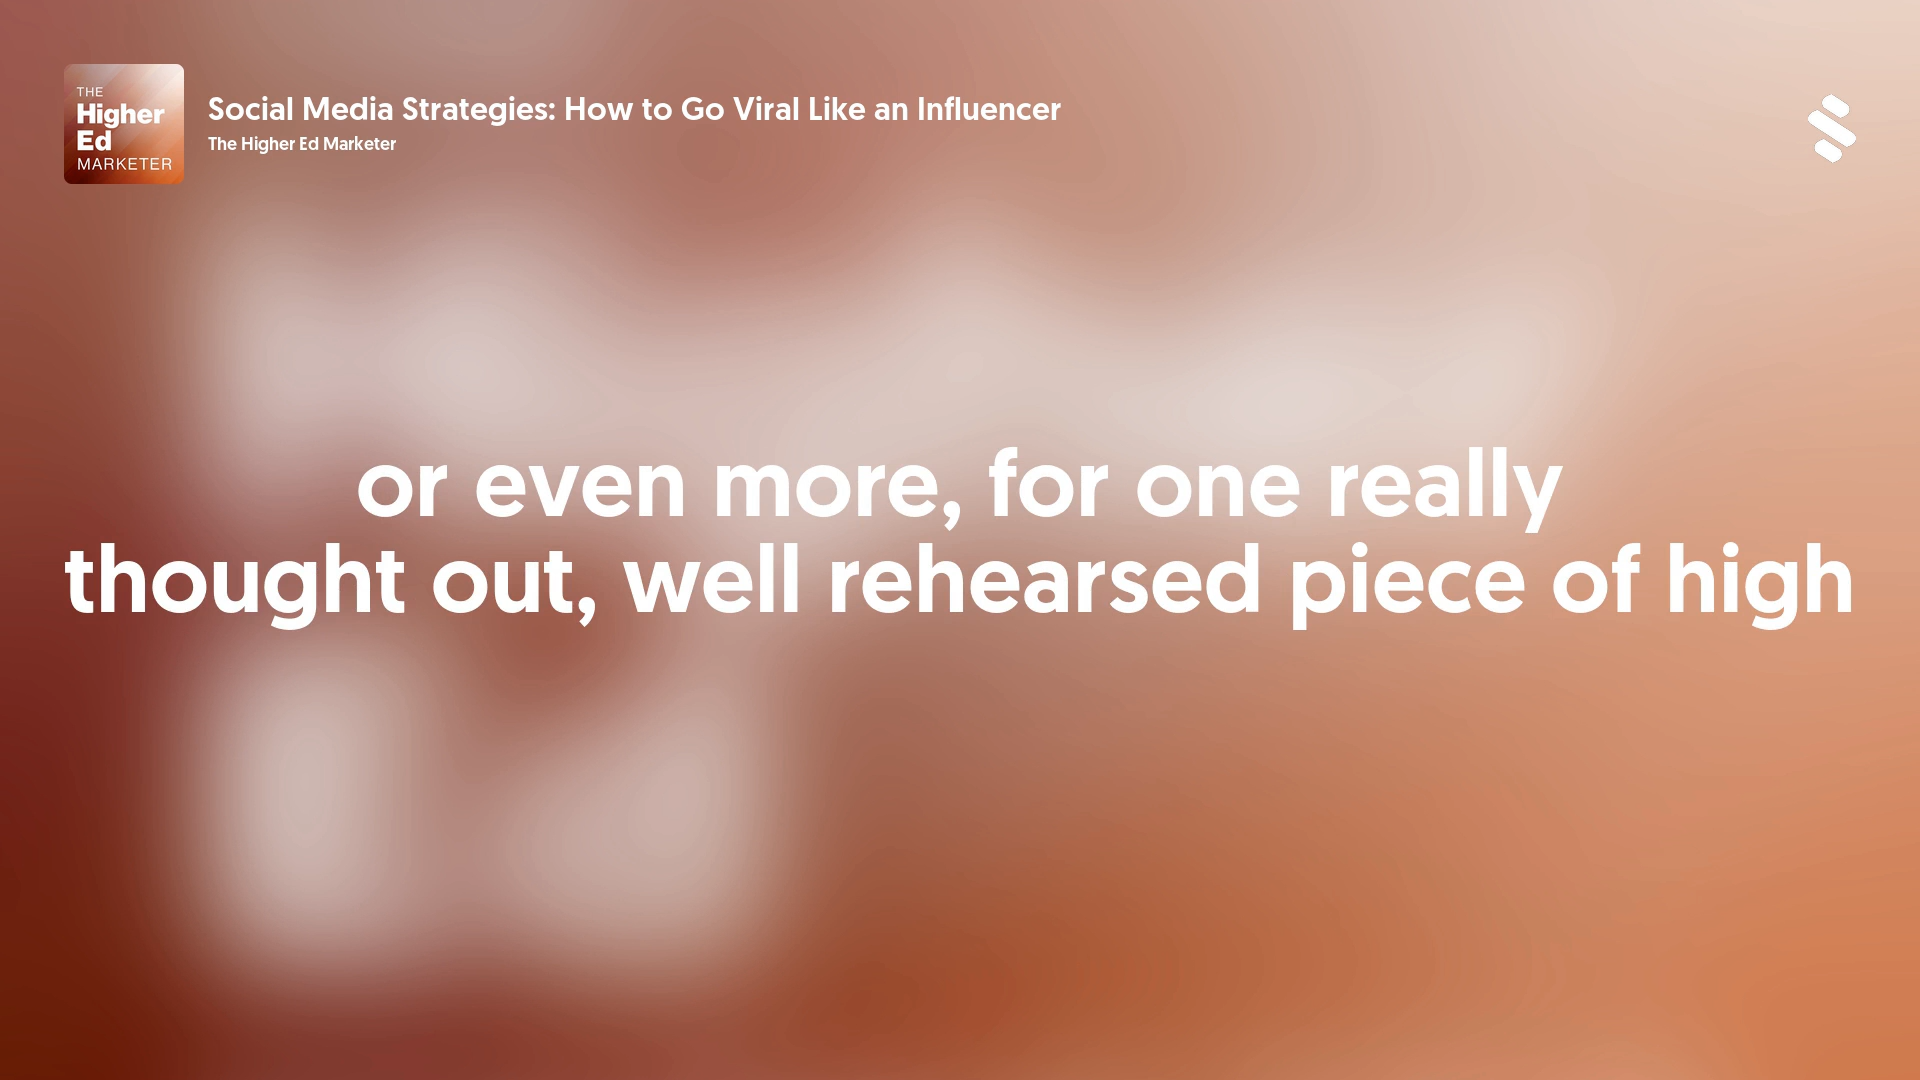 THE
Higher
Ed
MARKETER
Social Media Strategies: How to Go Viral Like an Influencer
The Higher Ed Marketer
or even more, for one really
thought out, well rehearsed piece of high